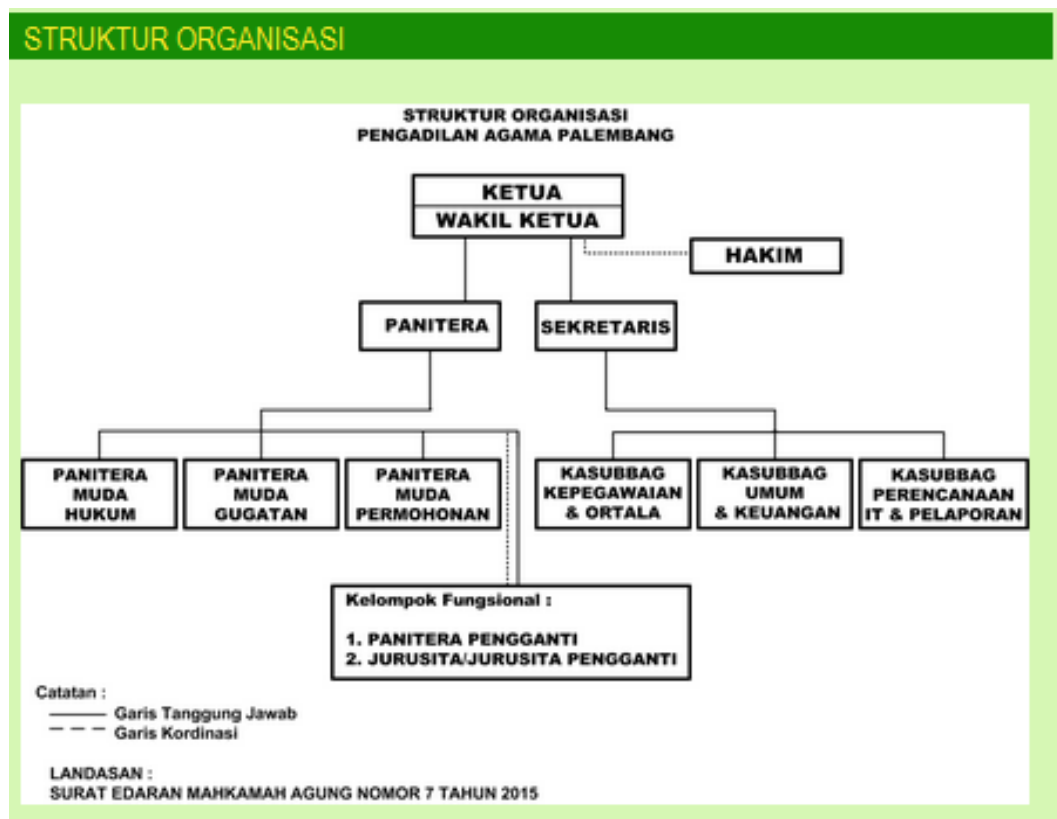 STRUKTUR ORGANISASI
STRUKTUR ORGANISASI
PENGADILAN AGAMA PALEMBANG
KETUA
WAKIL KETUA
HAKIM
PANITERA
SEKRETARIS
PANITERA
MUDA
HUKUM
PANITERA
MUDA
GUGATAN
PANITERA
MUDA
PERMOHONAN
KASUBBAG
KEPEGAWAIAN
& ORTALA
KASUBBAG
UMUM
& KEUANGAN
KASUBBAG
PERENCANAAN
IT & PELAPORAN
Kelompok Fungsional :
1. PANITERA PENGGANTI
2. JURUSITA/JURUSITA PENGGANTI
Catatan :
Garis Tanggung Jawab
Garis Kordinasi
LANDASAN :
SURAT EDARAN MAHKAMAH AGUNG NOMOR 7 TAHUN 2015